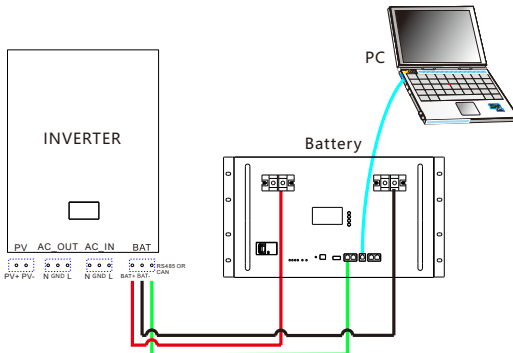 PC
INVERTER
Battery
PV AC_OUT AC_IN BAT
RS485 OR
CAN
PV+ PV- N GND L N GND L BAT+ BAT-